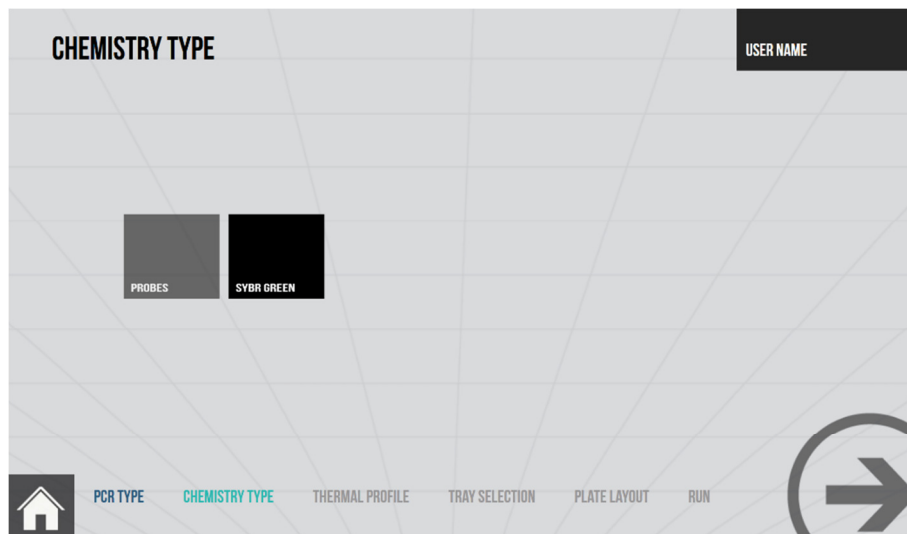 CHEMISTRY TYPE
USER NAME
PROBES
SYBR GREEN
PCR TYPE CHEMISTRY TYPE THERMAL PROFILE TRAY SELECTION PLATE LAYOUT RUN